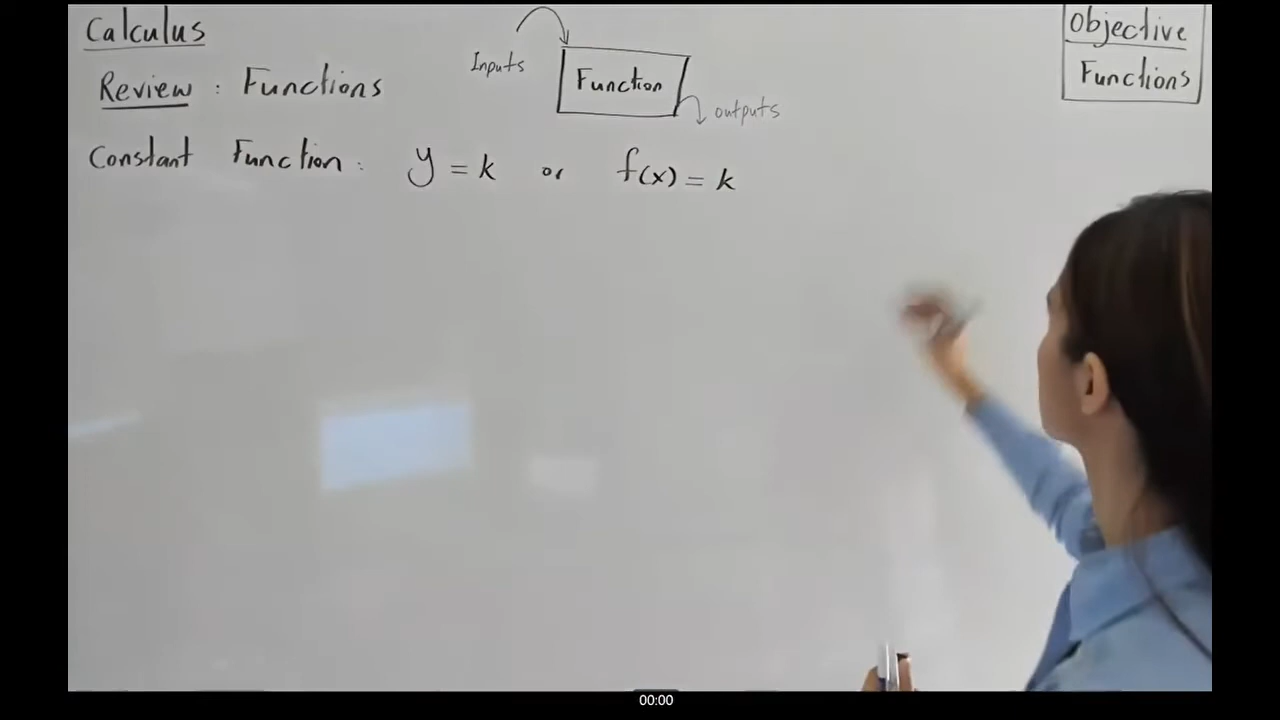 Calculus
Review : Functions
Inputs
Function
outputs
Objective
Functions
Constant Function : y = k or f(x) = k
00:00